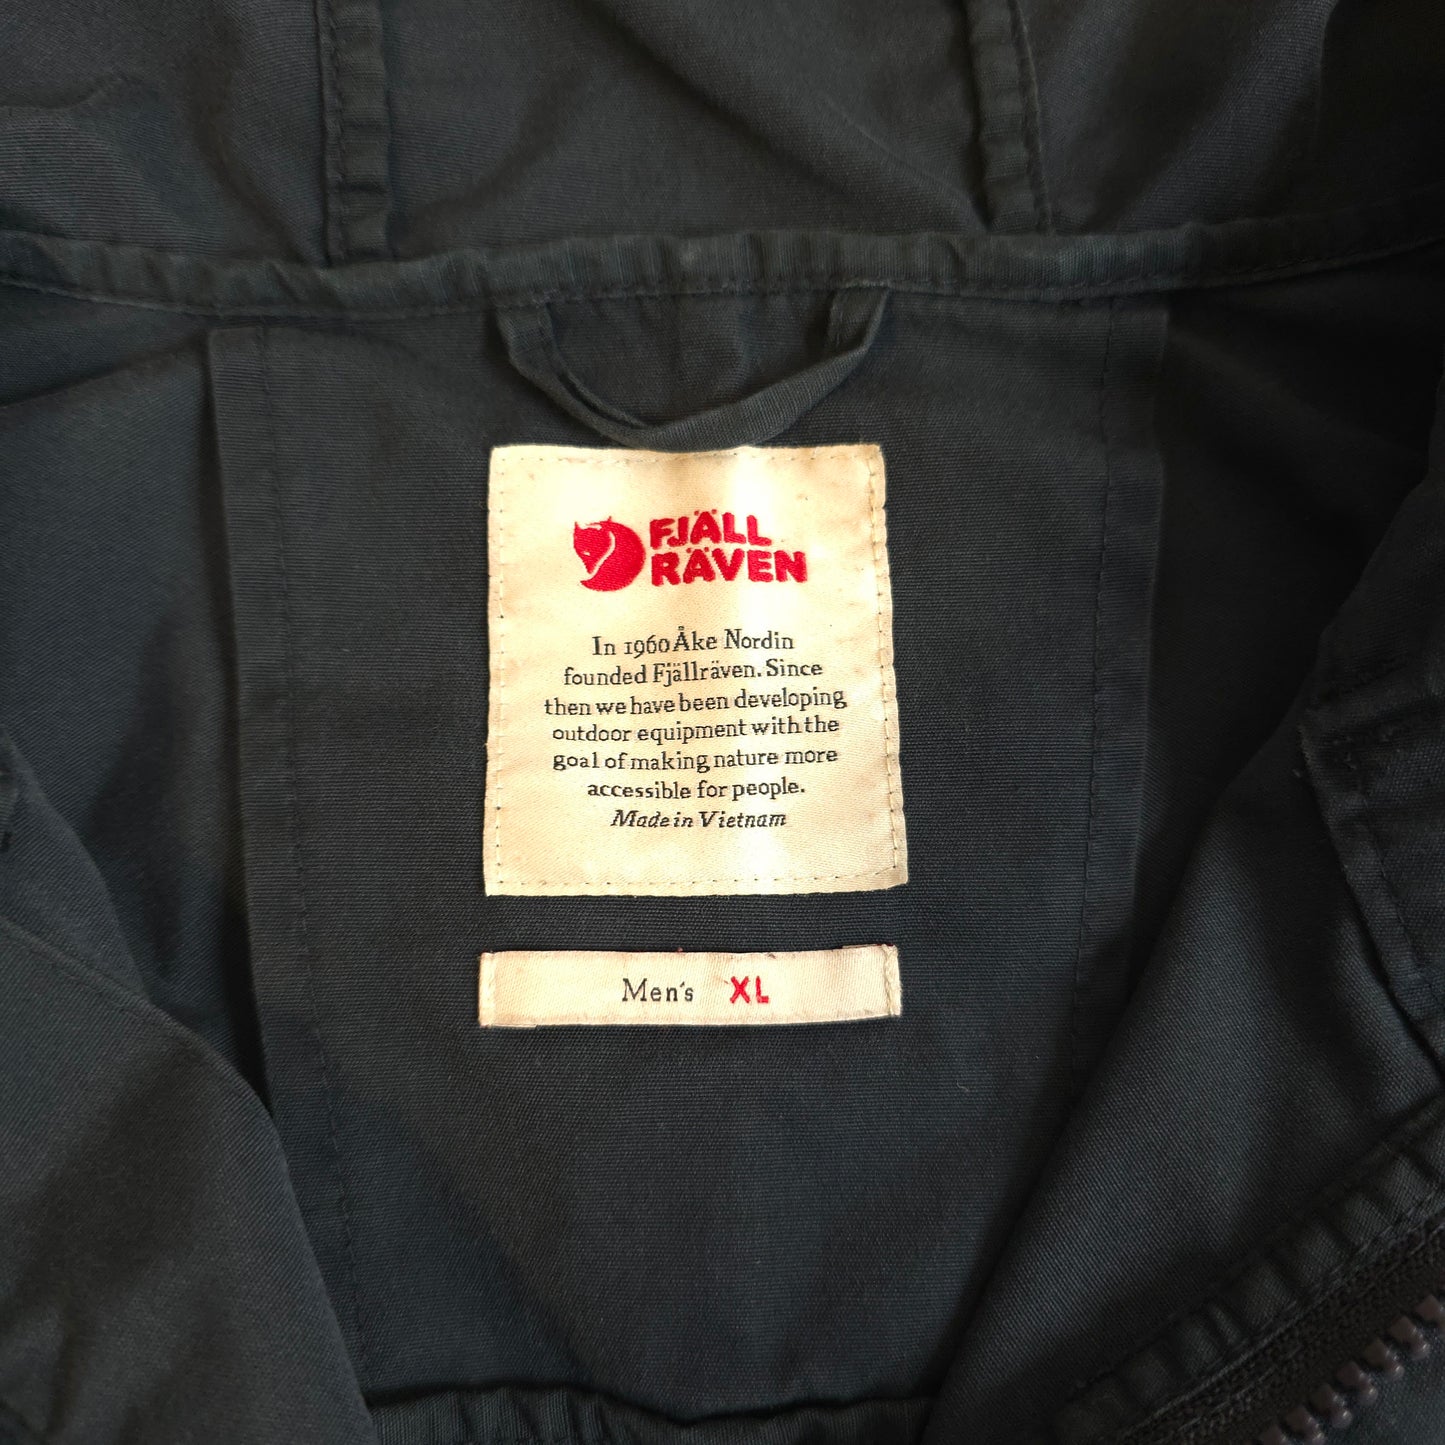 FJÄLL
RÄVEN
In 1960 Åke Nordin
founded Fjällräven. Since
then we have been developing
outdoor equipment with the
goal of making nature more
accessible for people.
Made in Vietnam
Men's XL